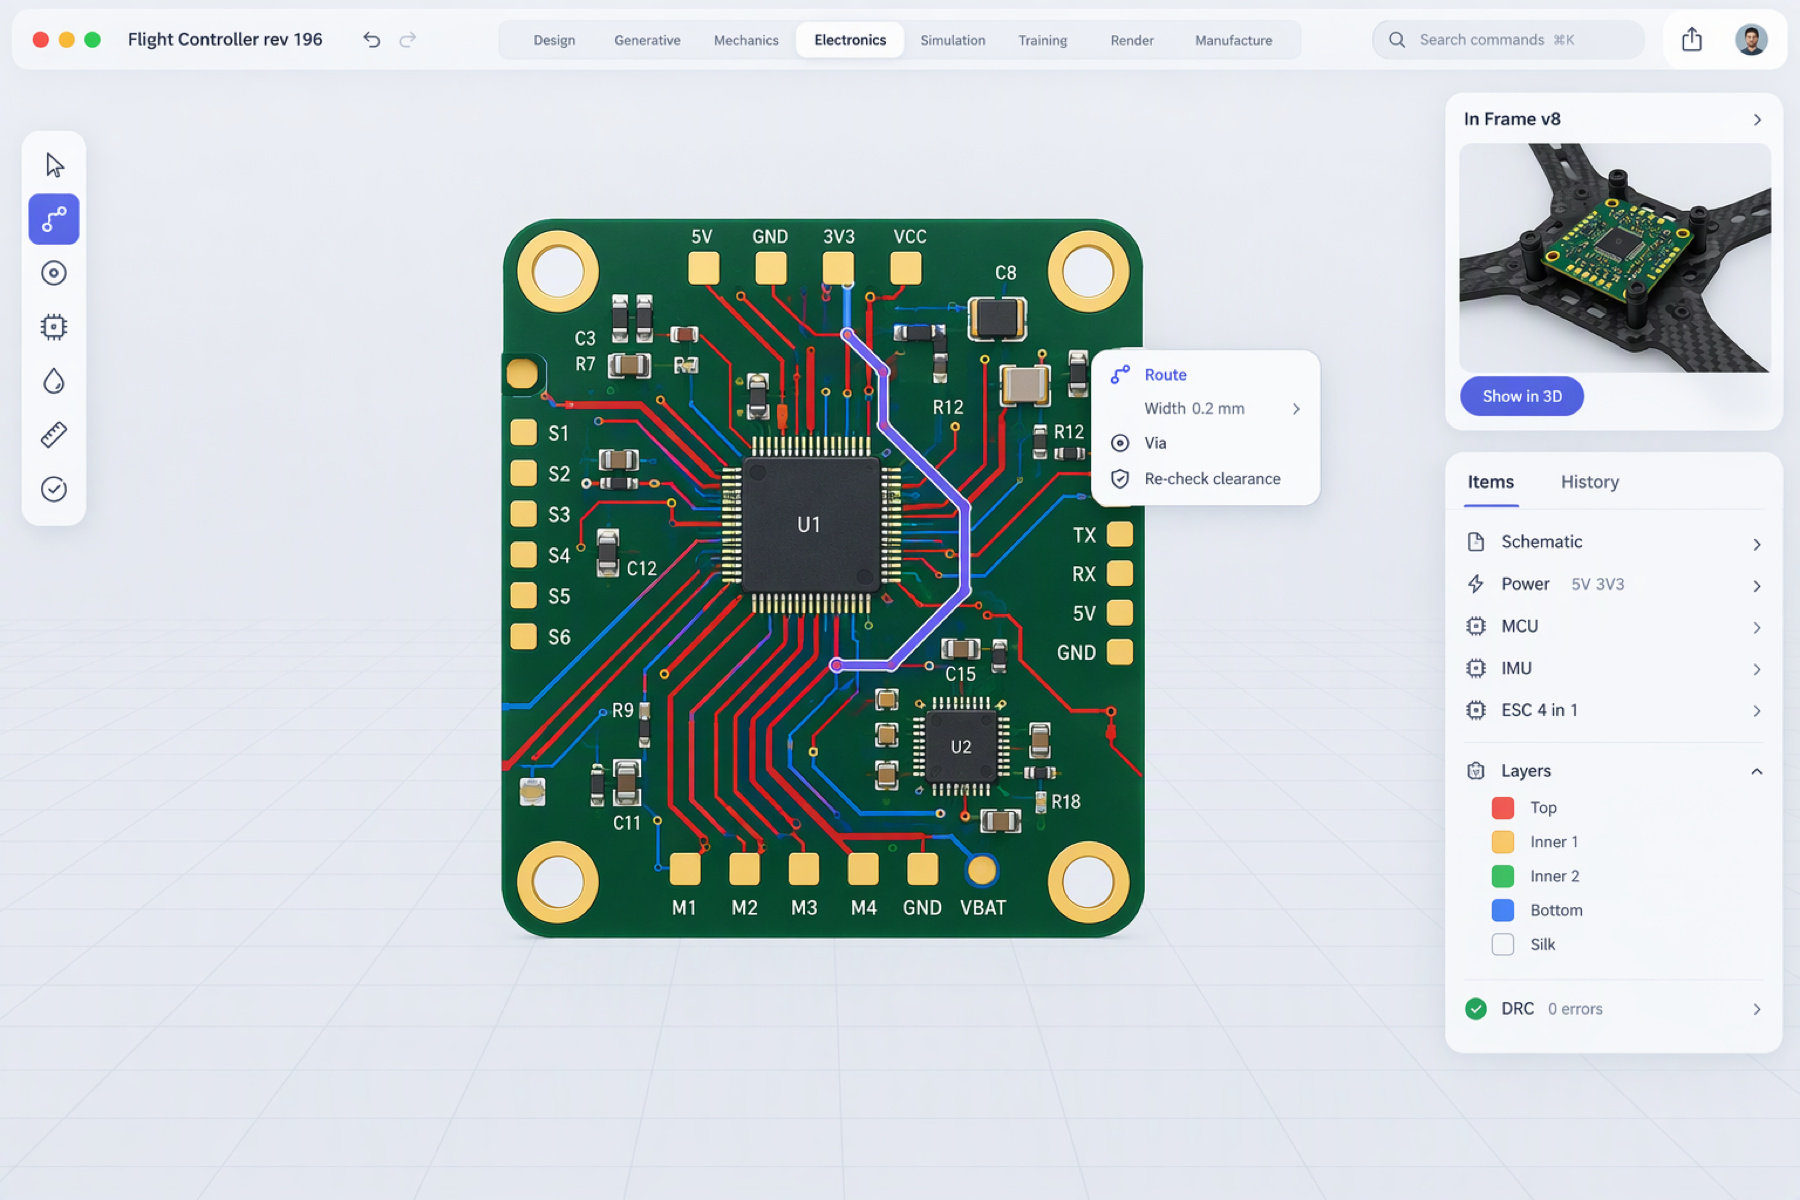 Flight Controller rev 196
Design
Generative
Mechanics
Electronics
Simulation
Training
Render
Manufacture
Search commands ⌘K
In Frame v8
Show in 3D
5V
GND
3V3
VCC
C8
C3
R7
R12
R12
S1
S2
S3
S4
S5
S6
C12
U1
TX
RX
5V
GND
C15
R9
U2
C11
R18
M1
M2
M3
M4
GND
VBAT
Route
Width 0.2 mm
Via
Re-check clearance
Items
History
Schematic
Power 5V 3V3
MCU
IMU
ESC 4 in 1
Layers
Top
Inner 1
Inner 2
Bottom
Silk
DRC 0 errors